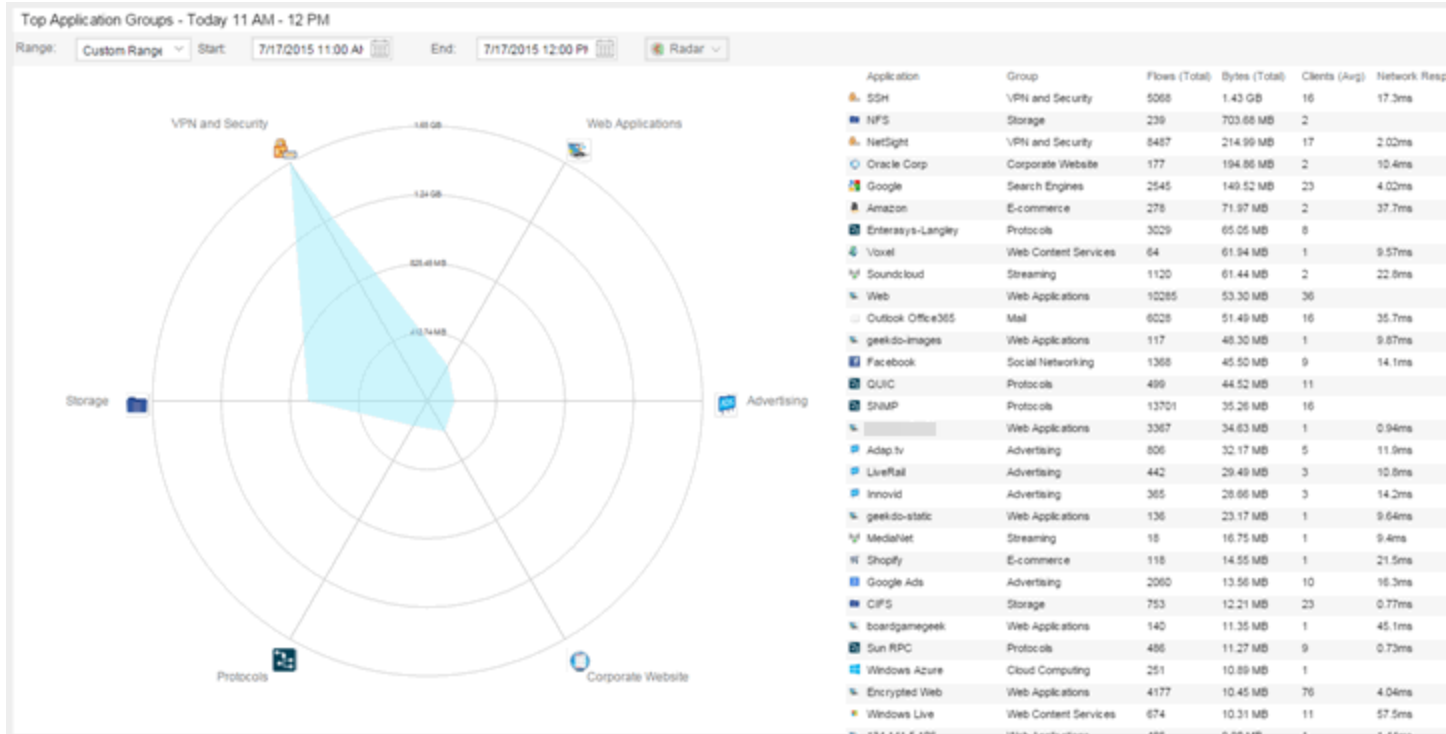 Top Application Groups - Today 11 AM - 12 PM
Range: Custom Range Start: 7/17/2015 11:00 AM End: 7/17/2015 12:00 PM Radar
VPN and Security
Web Applications
Storage
Advertising
Protocols
Corporate Website
1.65 GB
1.24 GB
825.48 MB
412.74 MB
Application Group Flows (Total) Bytes (Total) Clients (Avg) Network Resp
SSH VPN and Security 5068 1.43 GB 16 17.3ms
NFS Storage 239 703.68 MB 2
NetSight VPN and Security 8487 214.99 MB 17 2.02ms
Oracle Corp Corporate Website 177 194.86 MB 2 10.4ms
Google Search Engines 2545 149.52 MB 23 4.02ms
Amazon E-commerce 278 71.97 MB 2 37.7ms
Enterasys-Langley Protocols 3029 65.05 MB 8
Voxel Web Content Services 64 61.94 MB 1 9.57ms
Soundcloud Streaming 1120 61.44 MB 2 22.8ms
Web Web Applications 10285 53.30 MB 36
Outlook Office365 Mail 6028 51.49 MB 16 35.7ms
geekdo-images Web Applications 117 48.30 MB 1 9.87ms
Facebook Social Networking 1368 45.50 MB 9 14.1ms
QUIC Protocols 499 44.52 MB 11
SNMP Protocols 13701 35.26 MB 16
Web Applications 3367 34.63 MB 1 0.94ms
Adap.tv Advertising 806 32.17 MB 5 11.9ms
LiveRail Advertising 442 29.49 MB 3 10.8ms
Innovid Advertising 365 28.66 MB 3 14.2ms
geekdo-static Web Applications 136 23.17 MB 1 9.64ms
MediaNet Streaming 18 16.75 MB 1 9.4ms
Shopify E-commerce 118 14.55 MB 1 21.5ms
Google Ads Advertising 2060 13.56 MB 10 16.3ms
CIFS Storage 753 12.21 MB 23 0.77ms
boardgamegeek Web Applications 140 11.35 MB 1 45.1ms
Sun RPC Protocols 486 11.27 MB 9 0.73ms
Windows Azure Cloud Computing 251 10.89 MB 1
Encrypted Web Web Applications 4177 10.45 MB 76 4.04ms
Windows Live Web Content Services 674 10.31 MB 11 57.5ms